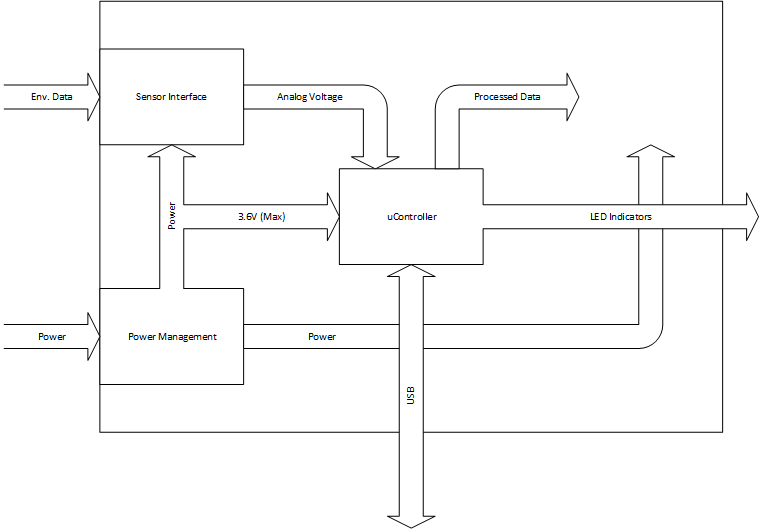 Env. Data
Sensor Interface
Analog Voltage
Processed Data
Power
3.6V (Max)
uController
LED Indicators
Power
Power Management
Power
USB